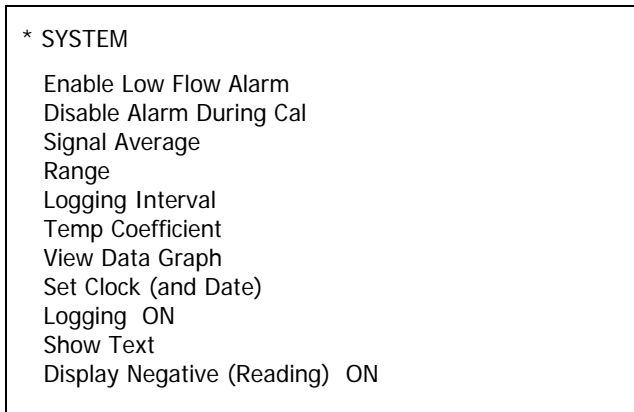 * SYSTEM
Enable Low Flow Alarm
Disable Alarm During Cal
Signal Average
Range
Logging Interval
Temp Coefficient
View Data Graph
Set Clock (and Date)
Logging  ON
Show Text
Display Negative (Reading)  ON